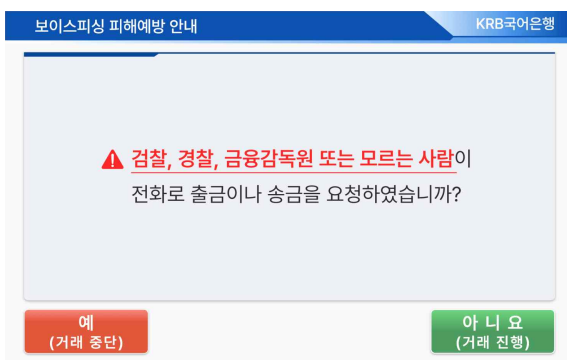 보이스피싱 피해예방 안내
KRB국어은행
검찰, 경찰, 금융감독원 또는 모르는 사람이
전화로 출금이나 송금을 요청하였습니까?
예
(거래 중단)
아 니 요
(거래 진행)